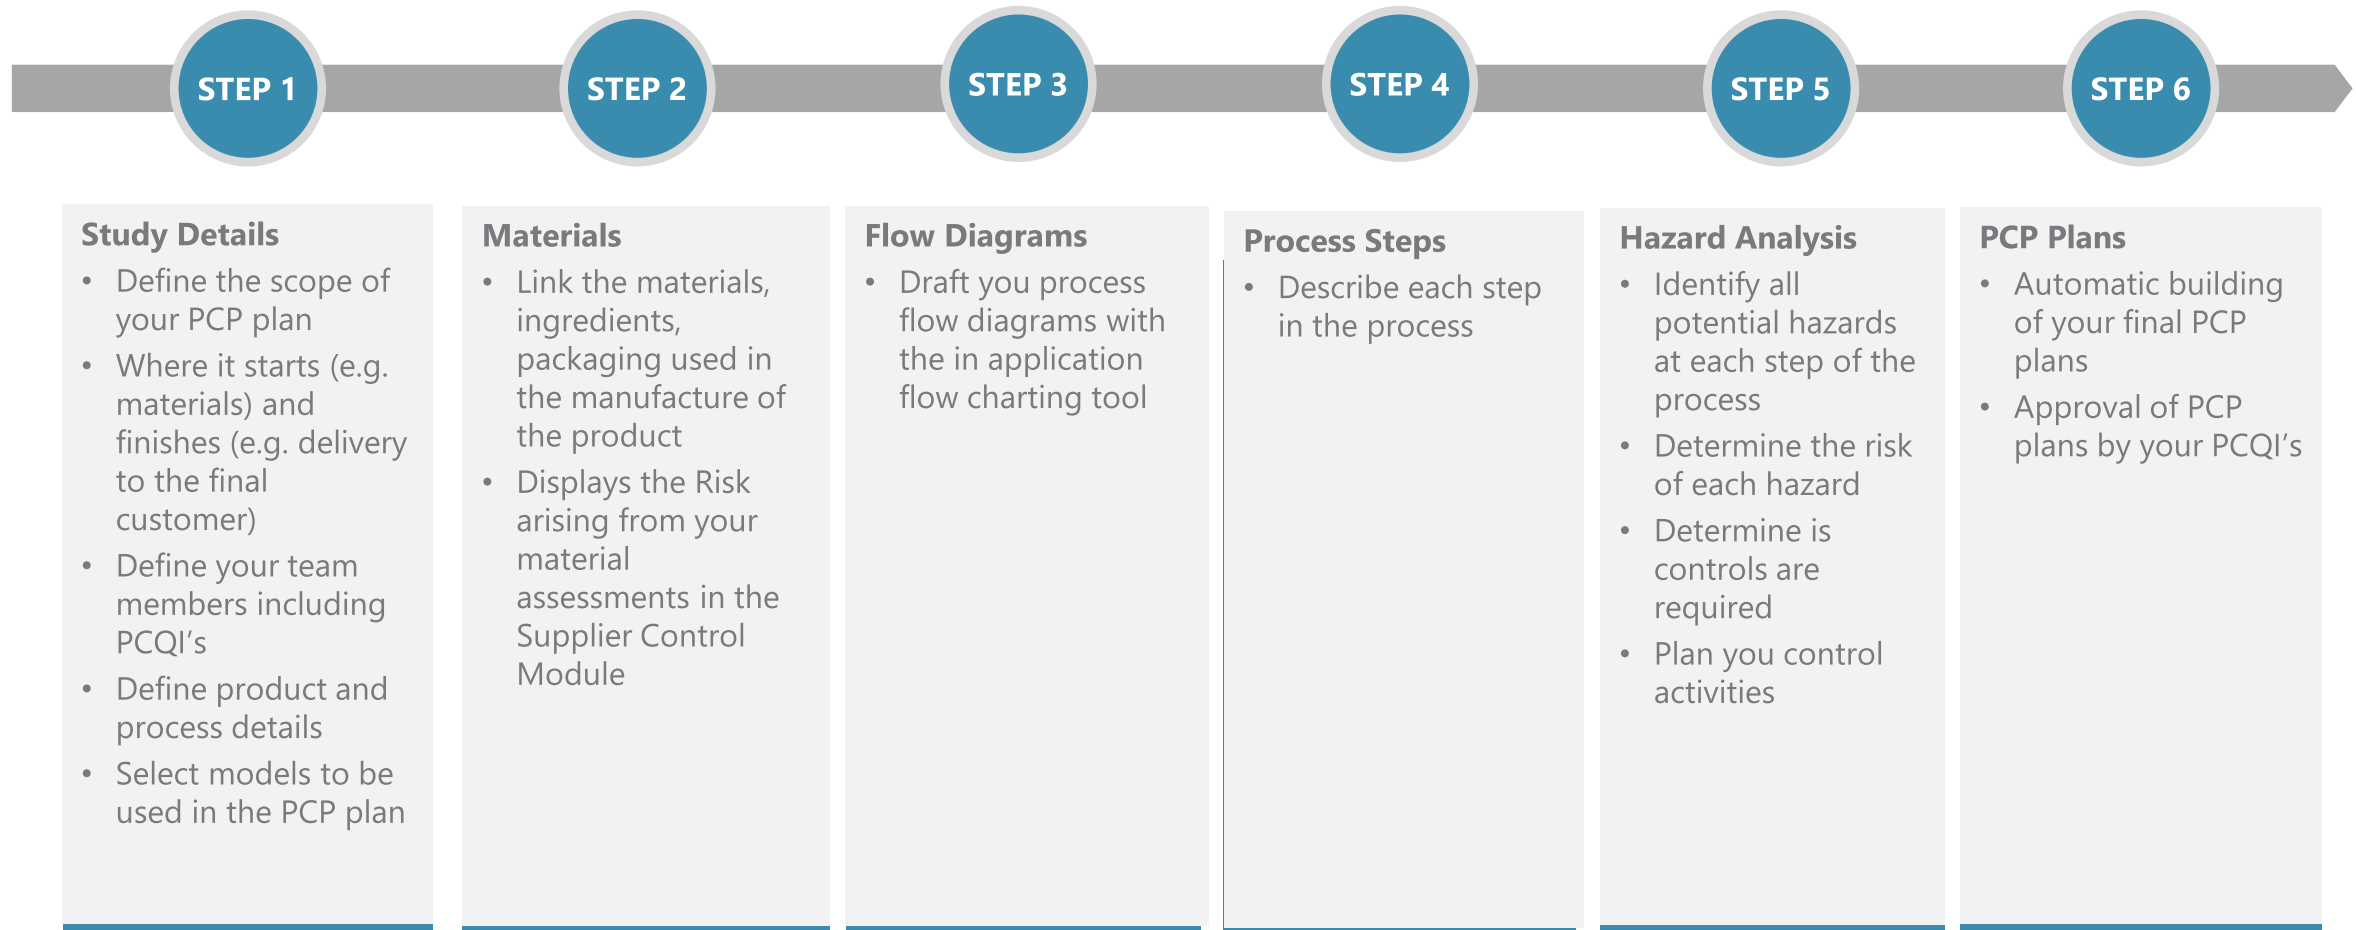 STEP 1
STEP 2
STEP 3
STEP 4
STEP 5
STEP 6
Study Details
• Define the scope of
your PCP plan
• Where it starts (e.g.
materials) and
finishes (e.g. delivery
to the final
customer)
• Define your team
members including
PCQI’s
• Define product and
process details
• Select models to be
used in the PCP plan
Materials
• Link the materials,
ingredients,
packaging used in
the manufacture of
the product
• Displays the Risk
arising from your
material
assessments in the
Supplier Control
Module
Flow Diagrams
• Draft you process
flow diagrams with
the in application
flow charting tool
Process Steps
• Describe each step
in the process
Hazard Analysis
• Identify all
potential hazards
at each step of the
process
• Determine the risk
of each hazard
• Determine is
controls are
required
• Plan you control
activities
PCP Plans
• Automatic building
of your final PCP
plans
• Approval of PCP
plans by your PCQI’s